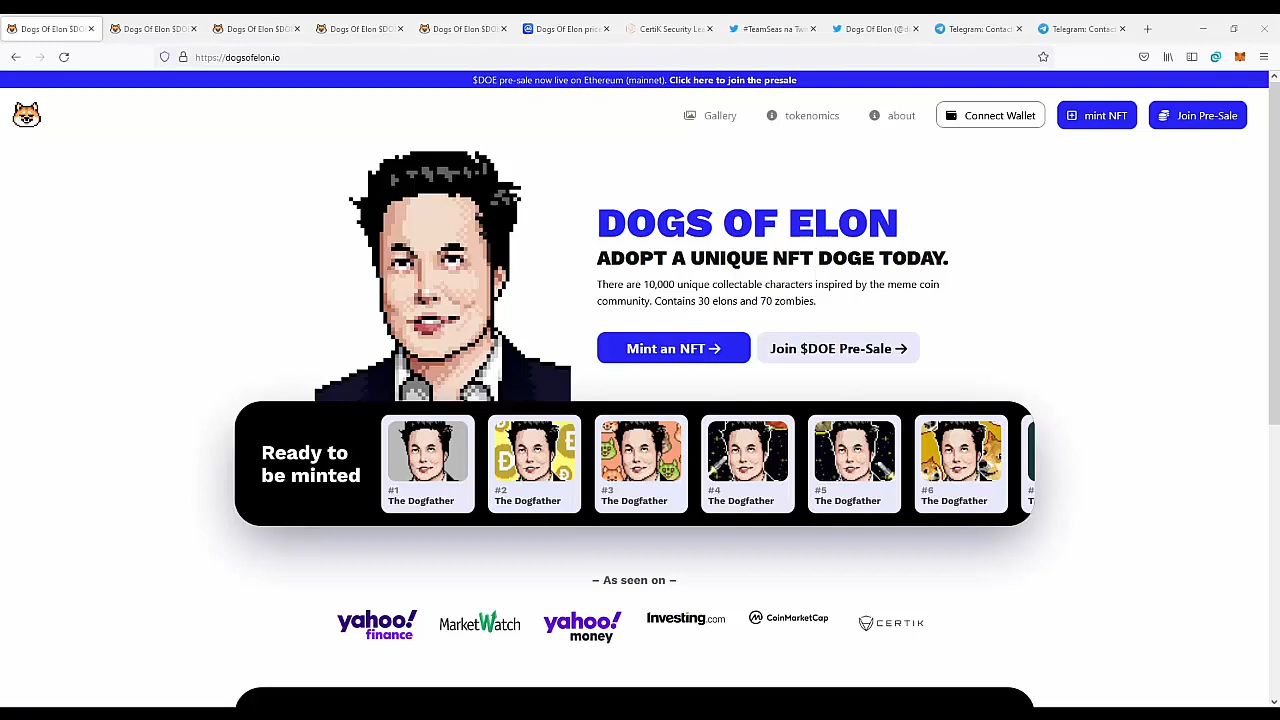 Dogs Of Elon $DO
Dogs Of Elon $DO
Dogs Of Elon $DO
Dogs Of Elon $DO
Dogs Of Elon $DO
Dogs Of Elon price
CertiK Security Lea
#TeamSeas na Tw
Dogs Of Elon (@d
Telegram: Contact
Telegram: Contact
https://dogsofelon.io
$DOE pre-sale now live on Ethereum (mainnet). Click here to join the presale
Gallery
tokenomics
about
Connect Wallet
mint NFT
Join Pre-Sale
DOGS OF ELON
ADOPT A UNIQUE NFT DOGE TODAY.
There are 10,000 unique collectable characters inspired by the meme coin
community. Contains 30 elons and 70 zombies.
Mint an NFT →
Join $DOE Pre-Sale →
Ready to
be minted
#1
The Dogfather
#2
The Dogfather
#3
The Dogfather
#4
The Dogfather
#5
The Dogfather
#6
The Dogfather
– As seen on –
yahoo!
finance
MarketWatch
yahoo!
money
Investing.com
CoinMarketCap
CERTIK